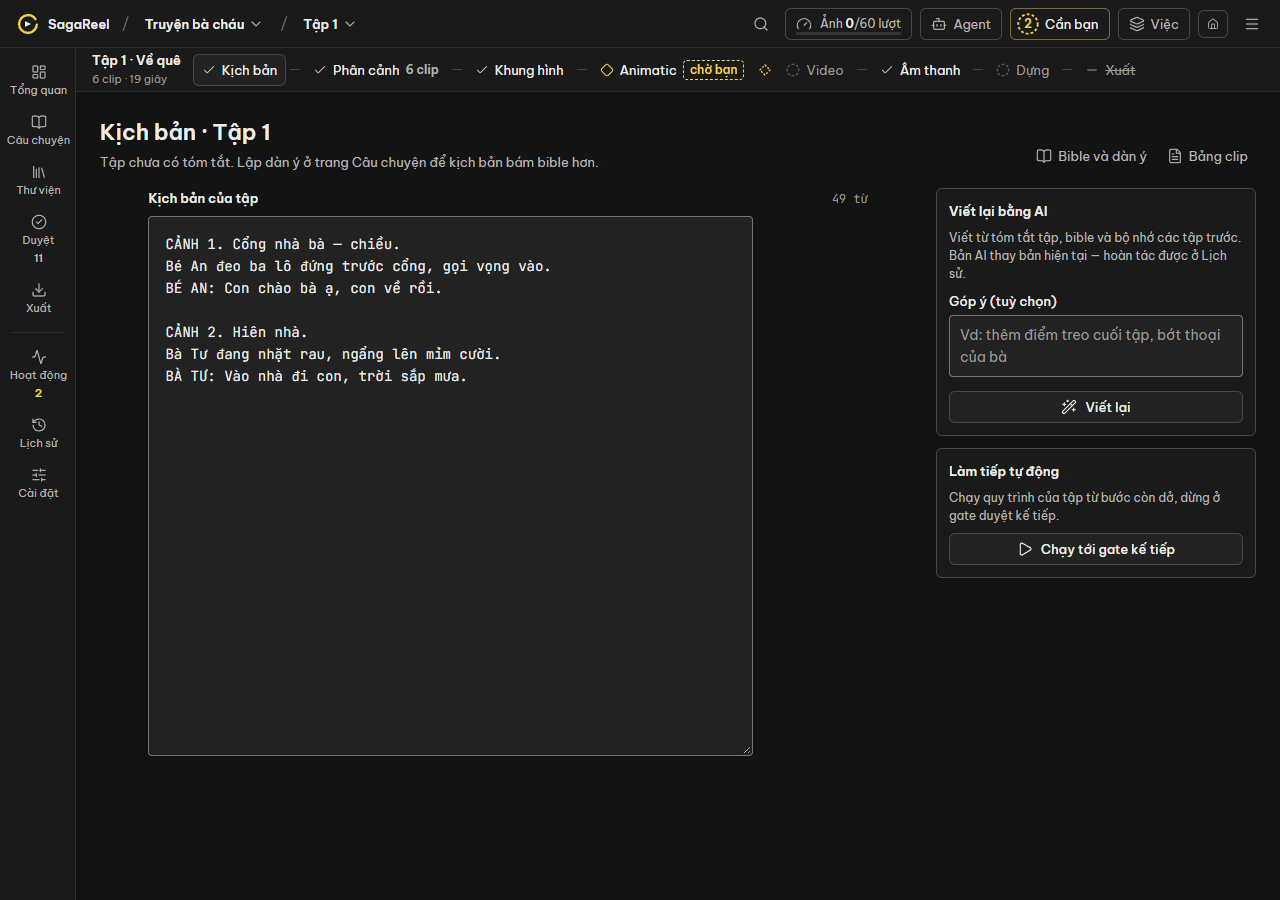 SagaReel / Truyện bà cháu / Tập 1
Ảnh 0/60 lượt
Agent
2 Cần bạn
Việc
Tập 1 · Về quê
6 clip · 19 giây
Kịch bản
Phân cảnh 6 clip
Khung hình
Animatic chờ bạn
Video
Âm thanh
Dựng
Xuất
Tổng quan
Câu chuyện
Thư viện
Duyệt
11
Xuất
Hoạt động
2
Lịch sử
Cài đặt
Kịch bản · Tập 1
Tập chưa có tóm tắt. Lập dàn ý ở trang Câu chuyện để kịch bản bám bible hơn.
Bible và dàn ý
Bảng clip
Kịch bản của tập
49 từ
CẢNH 1. Cổng nhà bà — chiều.
Bé An đeo ba lô đứng trước cổng, gọi vọng vào.
BÉ AN: Con chào bà ạ, con về rồi.
CẢNH 2. Hiên nhà.
Bà Tư đang nhặt rau, ngẩng lên mỉm cười.
BÀ TƯ: Vào nhà đi con, trời sắp mưa.
Viết lại bằng AI
Viết từ tóm tắt tập, bible và bộ nhớ các tập trước.
Bản AI thay bản hiện tại — hoàn tác được ở Lịch
sử.
Góp ý (tuỳ chọn)
Vd: thêm điểm treo cuối tập, bớt thoại
của bà
Viết lại
Làm tiếp tự động
Chạy quy trình của tập từ bước còn dở, dừng ở
gate duyệt kế tiếp.
Chạy tới gate kế tiếp